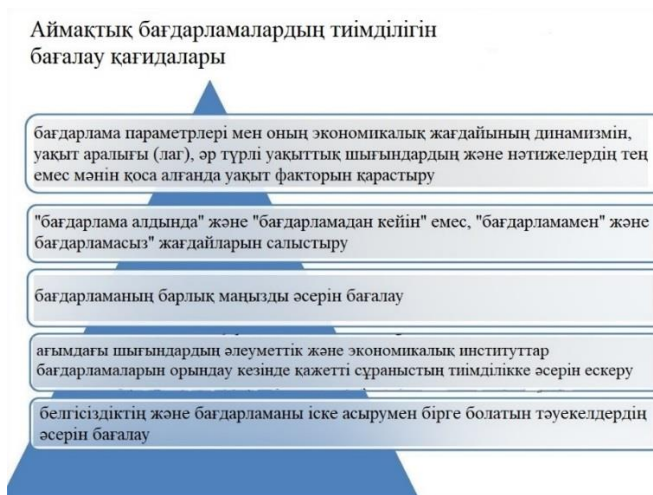 Аймақтық бағдарламалардың тиімділігін
бағалау қағидалары
бағдарлама параметрлері мен оның экономикалық жағдайының динамизмін,
уақыт аралығы (лаг), әр түрлі уақыттық шығындардың және нәтижелердің тең
емес мәнін қоса алғанда уақыт факторын қарастыру
"бағдарлама алдында" және "бағдарламадан кейін" емес, "бағдарламамен" және
бағдарламасыз" жағдайларын салыстыру
бағдарламаның барлық маңызды әсерін бағалау
ағымдағы шығындардың әлеуметтік және экономикалық институттар
бағдарламаларын орындау кезінде қажетті сұраныстың тиімділікке әсерін ескеру
белгісіздіктің және бағдарламаны іске асырумен бірге болатын тәуекелдердің
әсерін бағалау